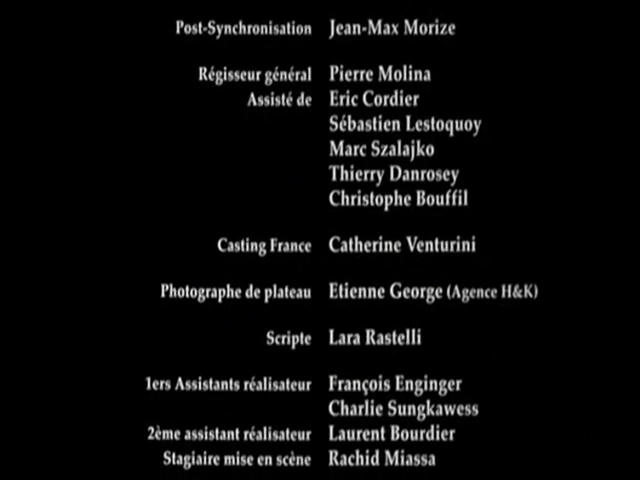 Post-Synchronisation Jean-Max Morize
Régisseur général Pierre Molina
Assisté de Eric Cordier
Sébastien Lestoquoy
Marc Szalajko
Thierry Danrosey
Christophe Bouffil
Casting France Catherine Venturini
Photographe de plateau Etienne George (Agence H&K)
Scripte Lara Rastelli
1ers Assistants réalisateur François Enginger
Charlie Sungkawess
2ème assistant réalisateur Laurent Bourdier
Stagiaire mise en scène Rachid Miassa